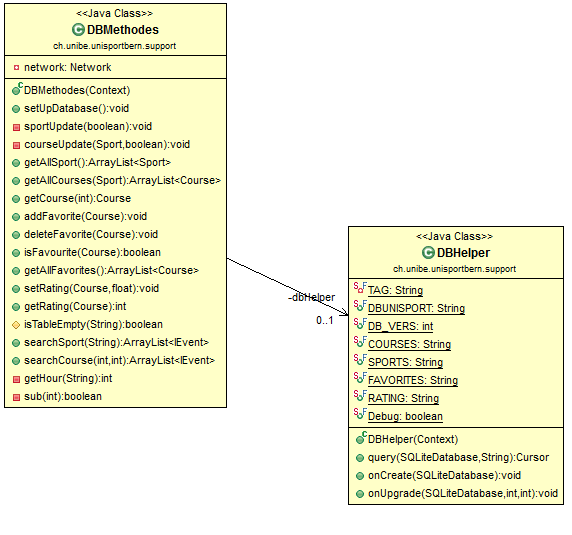 <<Java Class>>
DBMethodes
ch.unibe.unisportbern.support
network: Network
DBMethodes(Context)
setUpDatabase():void
sportUpdate(boolean):void
courseUpdate(Sport,boolean):void
getAllSport():ArrayList<Sport>
getAllCourses(Sport):ArrayList<Course>
getCourse(int):Course
addFavorite(Course):void
deleteFavorite(Course):void
isFavourite(Course):boolean
getAllFavorites():ArrayList<Course>
setRating(Course,float):void
getRating(Course):int
isTableEmpty(String):boolean
searchSport(String):ArrayList<IEvent>
searchCourse(int,int):ArrayList<IEvent>
getHour(String):int
sub(int):boolean
-dbHelper
0..1
<<Java Class>>
DBHelper
ch.unibe.unisportbern.support
TAG: String
DBUNISPORT: String
DB_VERS: int
COURSES: String
SPORTS: String
FAVORITES: String
RATING: String
Debug: boolean
DBHelper(Context)
query(SQLiteDatabase,String):Cursor
onCreate(SQLiteDatabase):void
onUpgrade(SQLiteDatabase,int,int):void